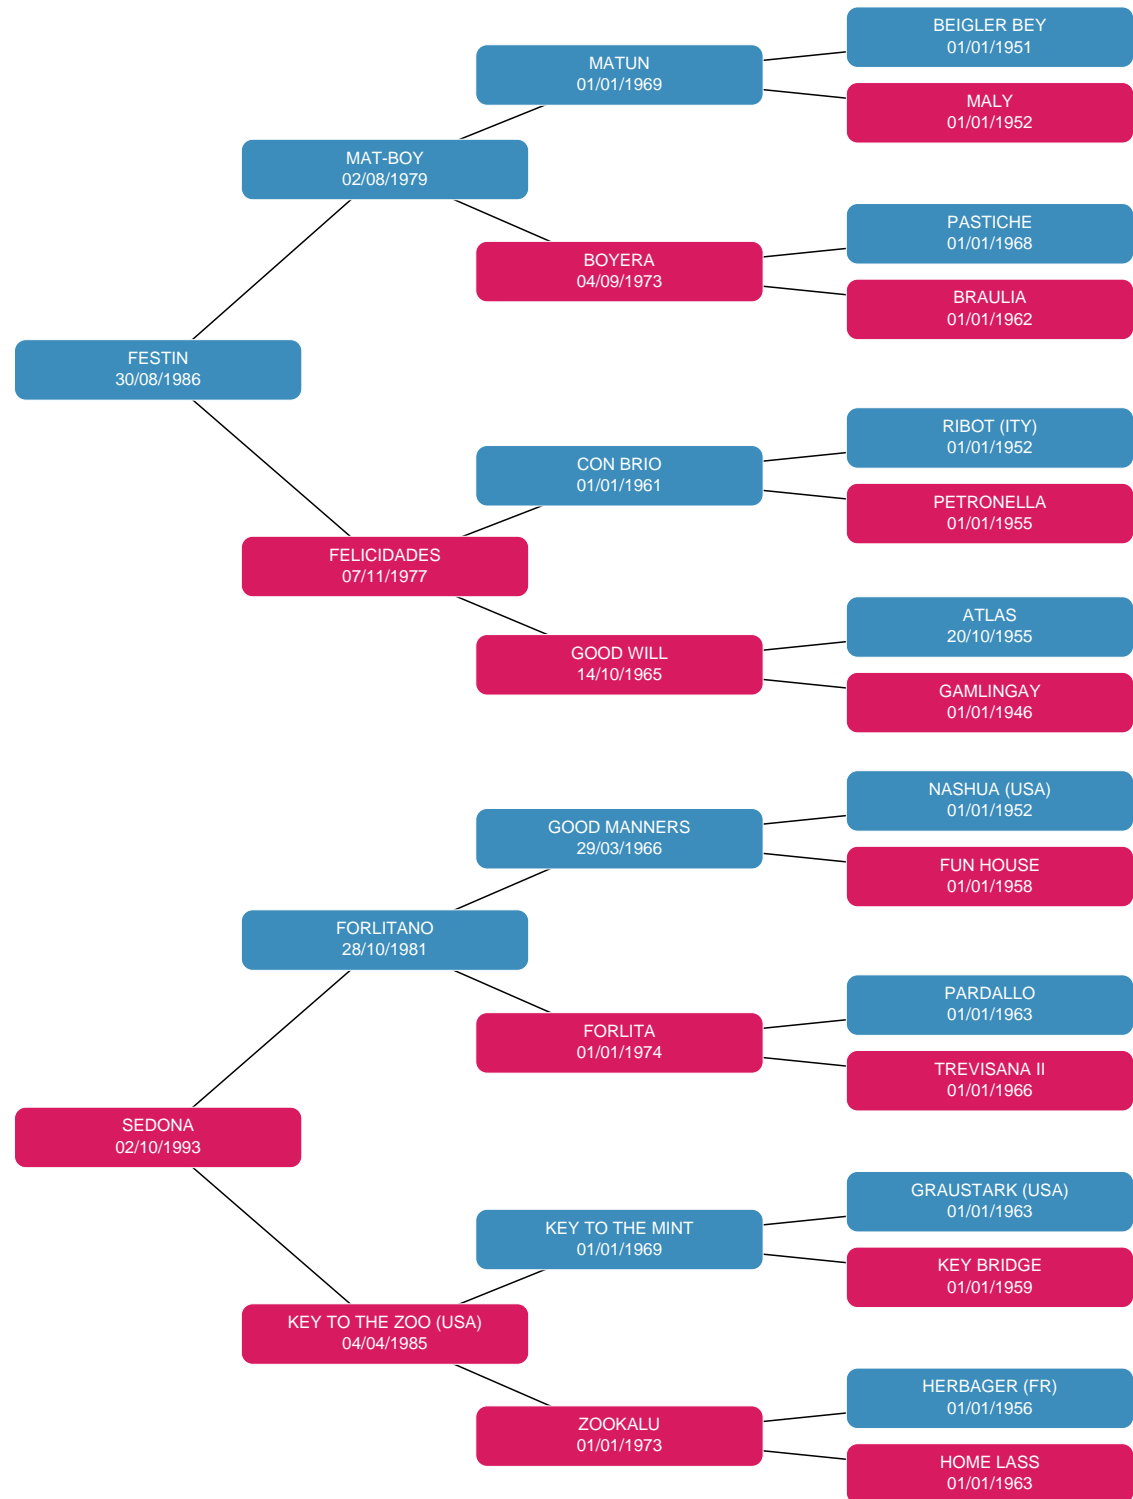 BEIGLER BEY
01/01/1951
MATUN
01/01/1969
MALY
01/01/1952
MAT-BOY
02/08/1979
PASTICHE
01/01/1968
BOYERA
04/09/1973
BRAULIA
01/01/1962
FESTIN
30/08/1986
RIBOT (ITY)
01/01/1952
CON BRIO
01/01/1961
PETRONELLA
01/01/1955
FELICIDADES
07/11/1977
ATLAS
20/10/1955
GOOD WILL
14/10/1965
GAMLINGAY
01/01/1946
NASHUA (USA)
01/01/1952
GOOD MANNERS
29/03/1966
FUN HOUSE
01/01/1958
FORLITANO
28/10/1981
PARDALLO
01/01/1963
FORLITA
01/01/1974
TREVISANA II
01/01/1966
SEDONA
02/10/1993
GRAUSTARK (USA)
01/01/1963
KEY TO THE MINT
01/01/1969
KEY BRIDGE
01/01/1959
KEY TO THE ZOO (USA)
04/04/1985
HERBAGER (FR)
01/01/1956
ZOOKALU
01/01/1973
HOME LASS
01/01/1963